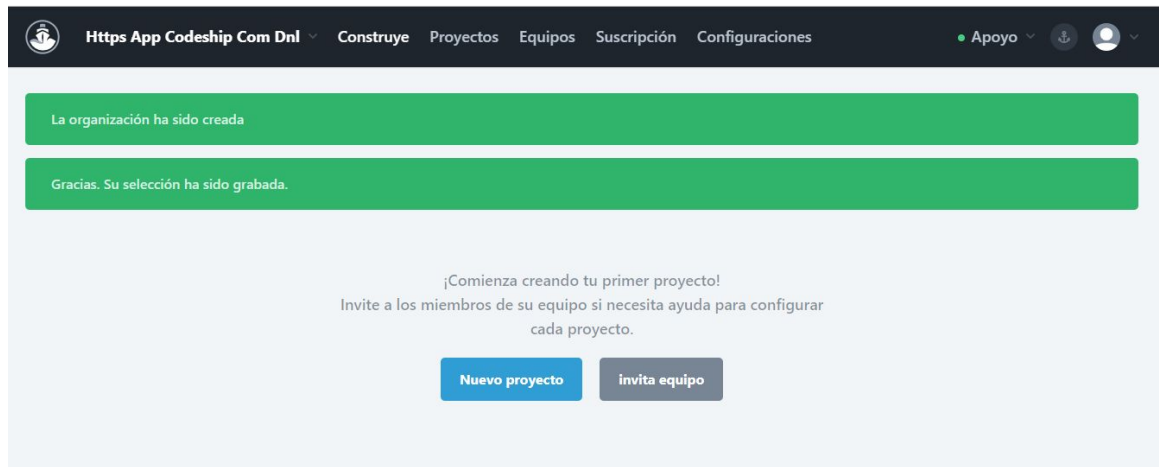 Https App Codeship Com Dnl Construye Proyectos Equipos Suscripción Configuraciones Apoyo
La organización ha sido creada
Gracias. Su selección ha sido grabada.
¡Comienza creando tu primer proyecto!
Invite a los miembros de su equipo si necesita ayuda para configurar
cada proyecto.
Nuevo proyecto invita equipo